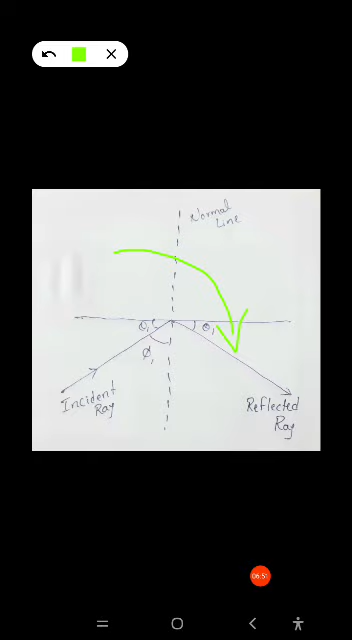 Normal
Line
θ₁
θ₁
φ₁
Incident
Ray
Reflected
Ray